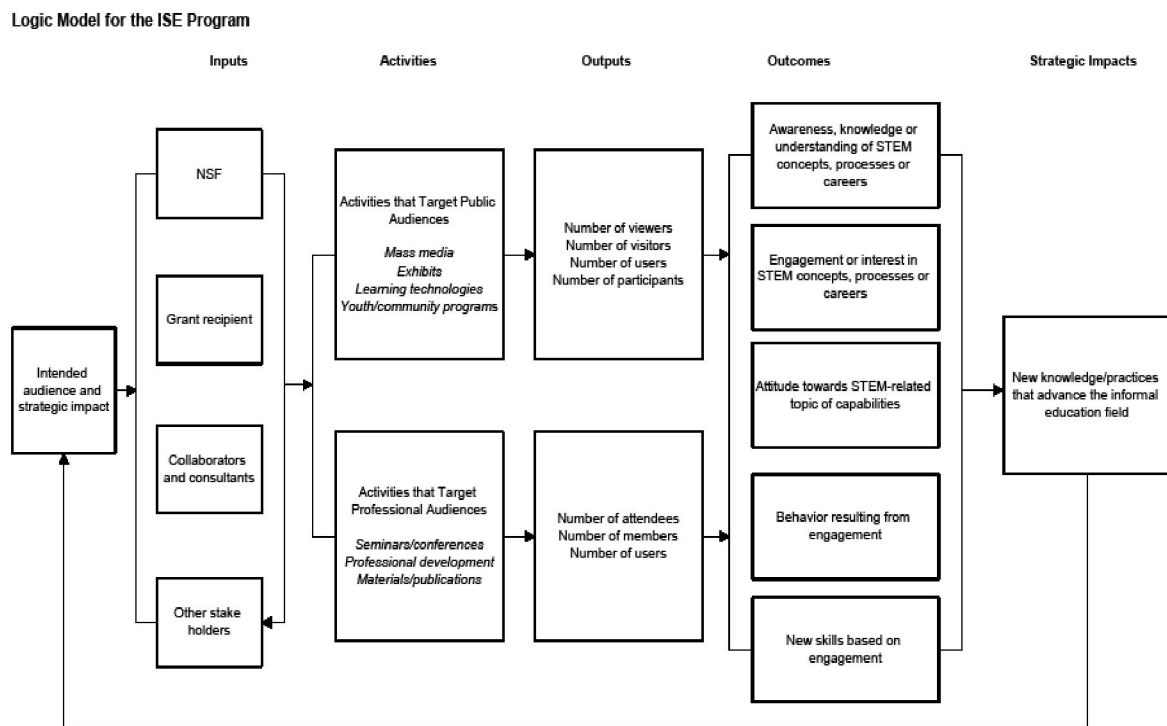 Logic Model for the ISE Program
Inputs
Activities
Outputs
Outcomes
Strategic Impacts
Intended
audience and
strategic impact
NSF
Grant recipient
Collaborators
and consultants
Other stake
holders
Activities that Target Public
Audiences
Mass media
Exhibits
Learning technologies
Youth/community programs
Activities that Target
Professional Audiences
Seminars/conferences
Professional development
Materials/publications
Number of viewers
Number of visitors
Number of users
Number of participants
Number of attendees
Number of members
Number of users
Awareness, knowledge or
understanding of STEM
concepts, processes or
careers
Engagement or interest in
STEM concepts, processes or
careers
Attitude towards STEM-related
topic of capabilities
Behavior resulting from
engagement
New skills based on
engagement
New knowledge/practices
that advance the informal
education field